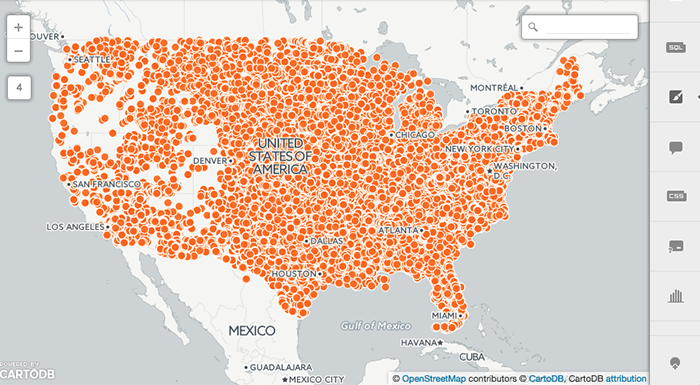 +
−
4
COUVER
SEATTLE
SQL
MONTRÉAL
TORONTO
BOSTON
CHICAGO
NEW YORK CITY
UNITED
STATES OF
AMERICA
DENVER
WASHINGTON,
D.C.
CSS
SAN FRANCISCO
LOS ANGELES
ATLANTA
DALLAS
HOUSTON
MIAMI
Gulf of Mexico
MEXICO
HAVANA
CUBA
POWERED BY
CARTODB
GUADALAJARA
MEXICO CITY
© OpenStreetMap contributors © CartoDB, CartoDB attribution